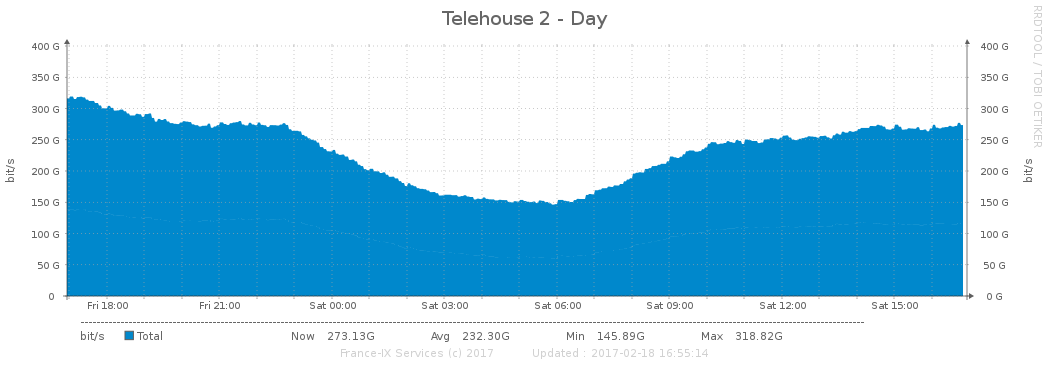 Telehouse 2 - Day
RRDTOOL / TOBI OETIKER
bit/s
400 G 400 G
350 G 350 G
300 G 300 G
250 G 250 G
200 G 200 G
150 G 150 G
100 G 100 G
50 G 50 G
0 0 G
bit/s
Fri 18:00 Fri 21:00 Sat 00:00 Sat 03:00 Sat 06:00 Sat 09:00 Sat 12:00 Sat 15:00
bit/s Total Now 273.13G Avg 232.30G Min 145.89G Max 318.82G
France-IX Services (c) 2017 Updated : 2017-02-18 16:55:14